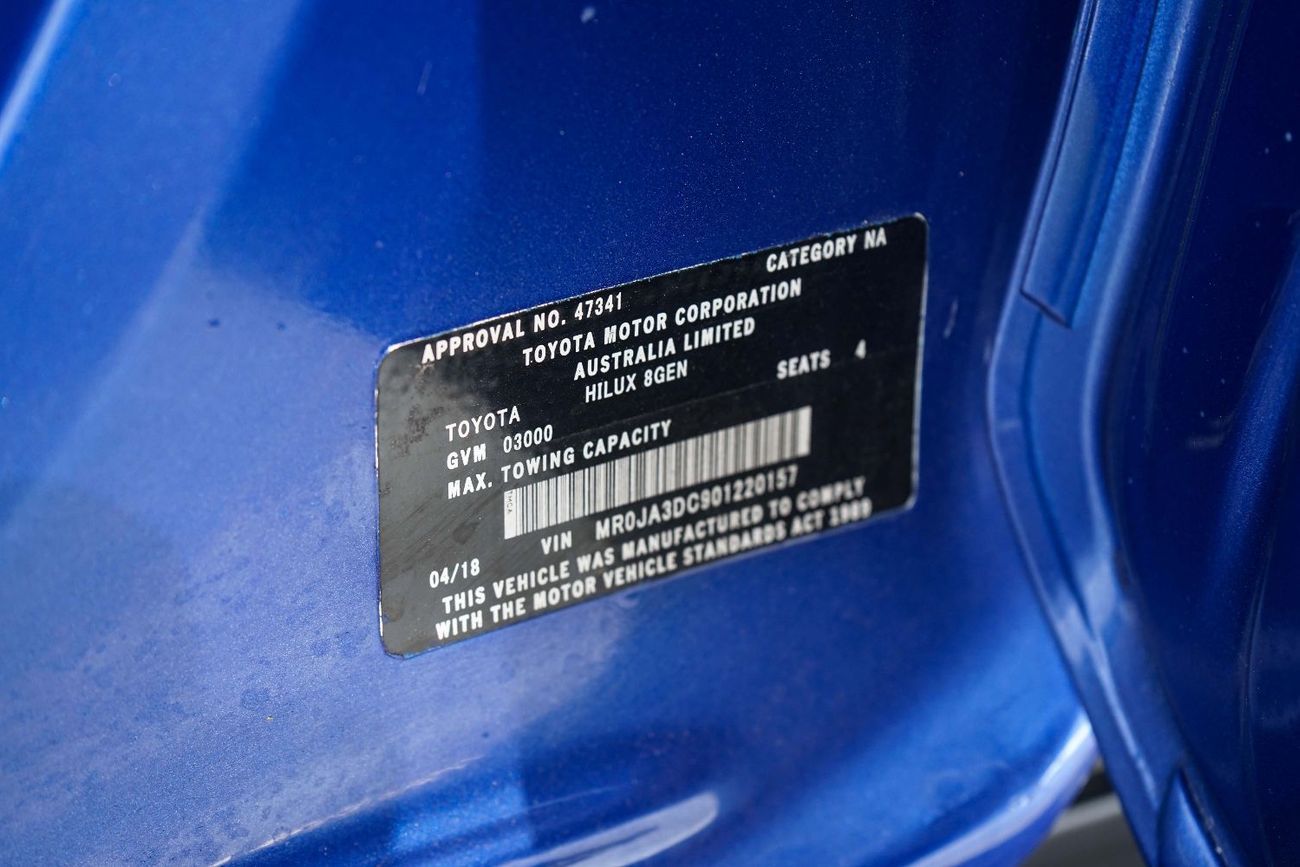 CATEGORY NA
APPROVAL NO. 47341
TOYOTA MOTOR CORPORATION
AUSTRALIA LIMITED
HILUX 8GEN
SEATS 4
TOYOTA
GVM 03000
MAX. TOWING CAPACITY
TMCA
VIN MR0JA3DC901220157
04/18
THIS VEHICLE WAS MANUFACTURED TO COMPLY
WITH THE MOTOR VEHICLE STANDARDS ACT 1989